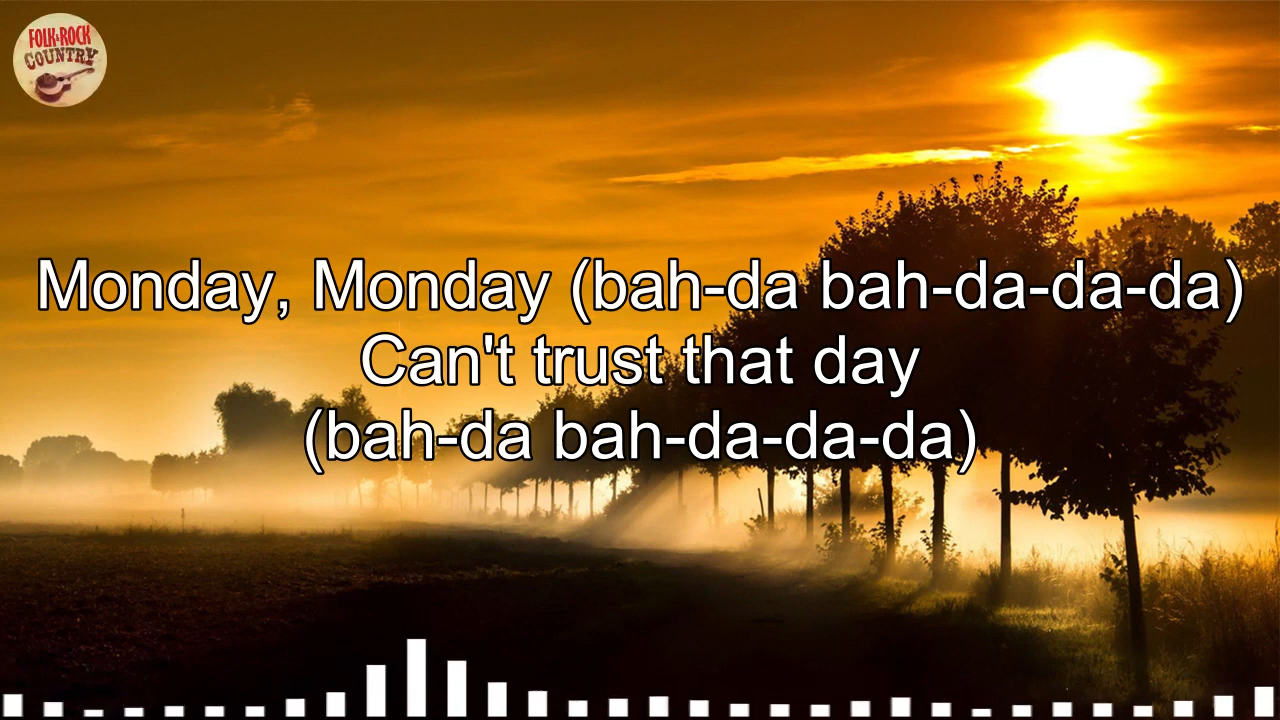 FOLK & ROCK
COUNTRY
Monday, Monday (bah-da bah-da-da-da)
Can't trust that day
(bah-da bah-da-da-da)